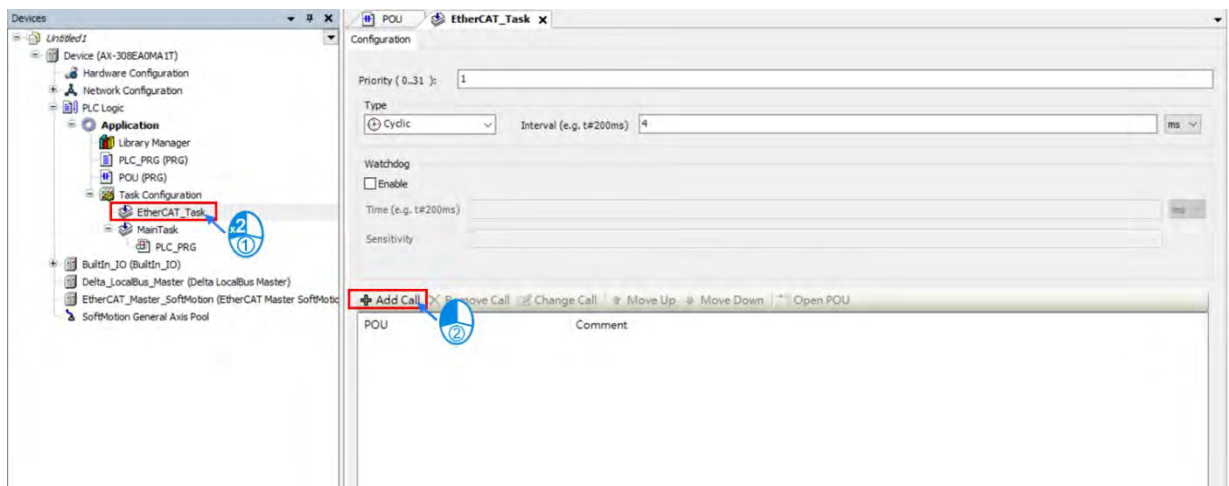 Devices
Untitled1
Device (AX-308EA0MA1T)
Hardware Configuration
Network Configuration
PLC Logic
Application
Library Manager
PLC_PRG (PRG)
POU (PRG)
Task Configuration
EtherCAT_Task
x2
①
MainTask
PLC_PRG
BuiltIn_IO (BuiltIn_IO)
Delta_LocalBus_Master (Delta LocalBus Master)
EtherCAT_Master_SoftMotion (EtherCAT Master SoftMotic
SoftMotion General Axis Pool
POU EtherCAT_Task
Configuration
Priority ( 0..31 ): 1
Type
Cyclic Interval (e.g. t#200ms) 4 ms
Watchdog
Enable
Time (e.g. t#200ms) ms
Sensitivity
Add Call Remove Call Change Call Move Up Move Down Open POU
②
POU Comment